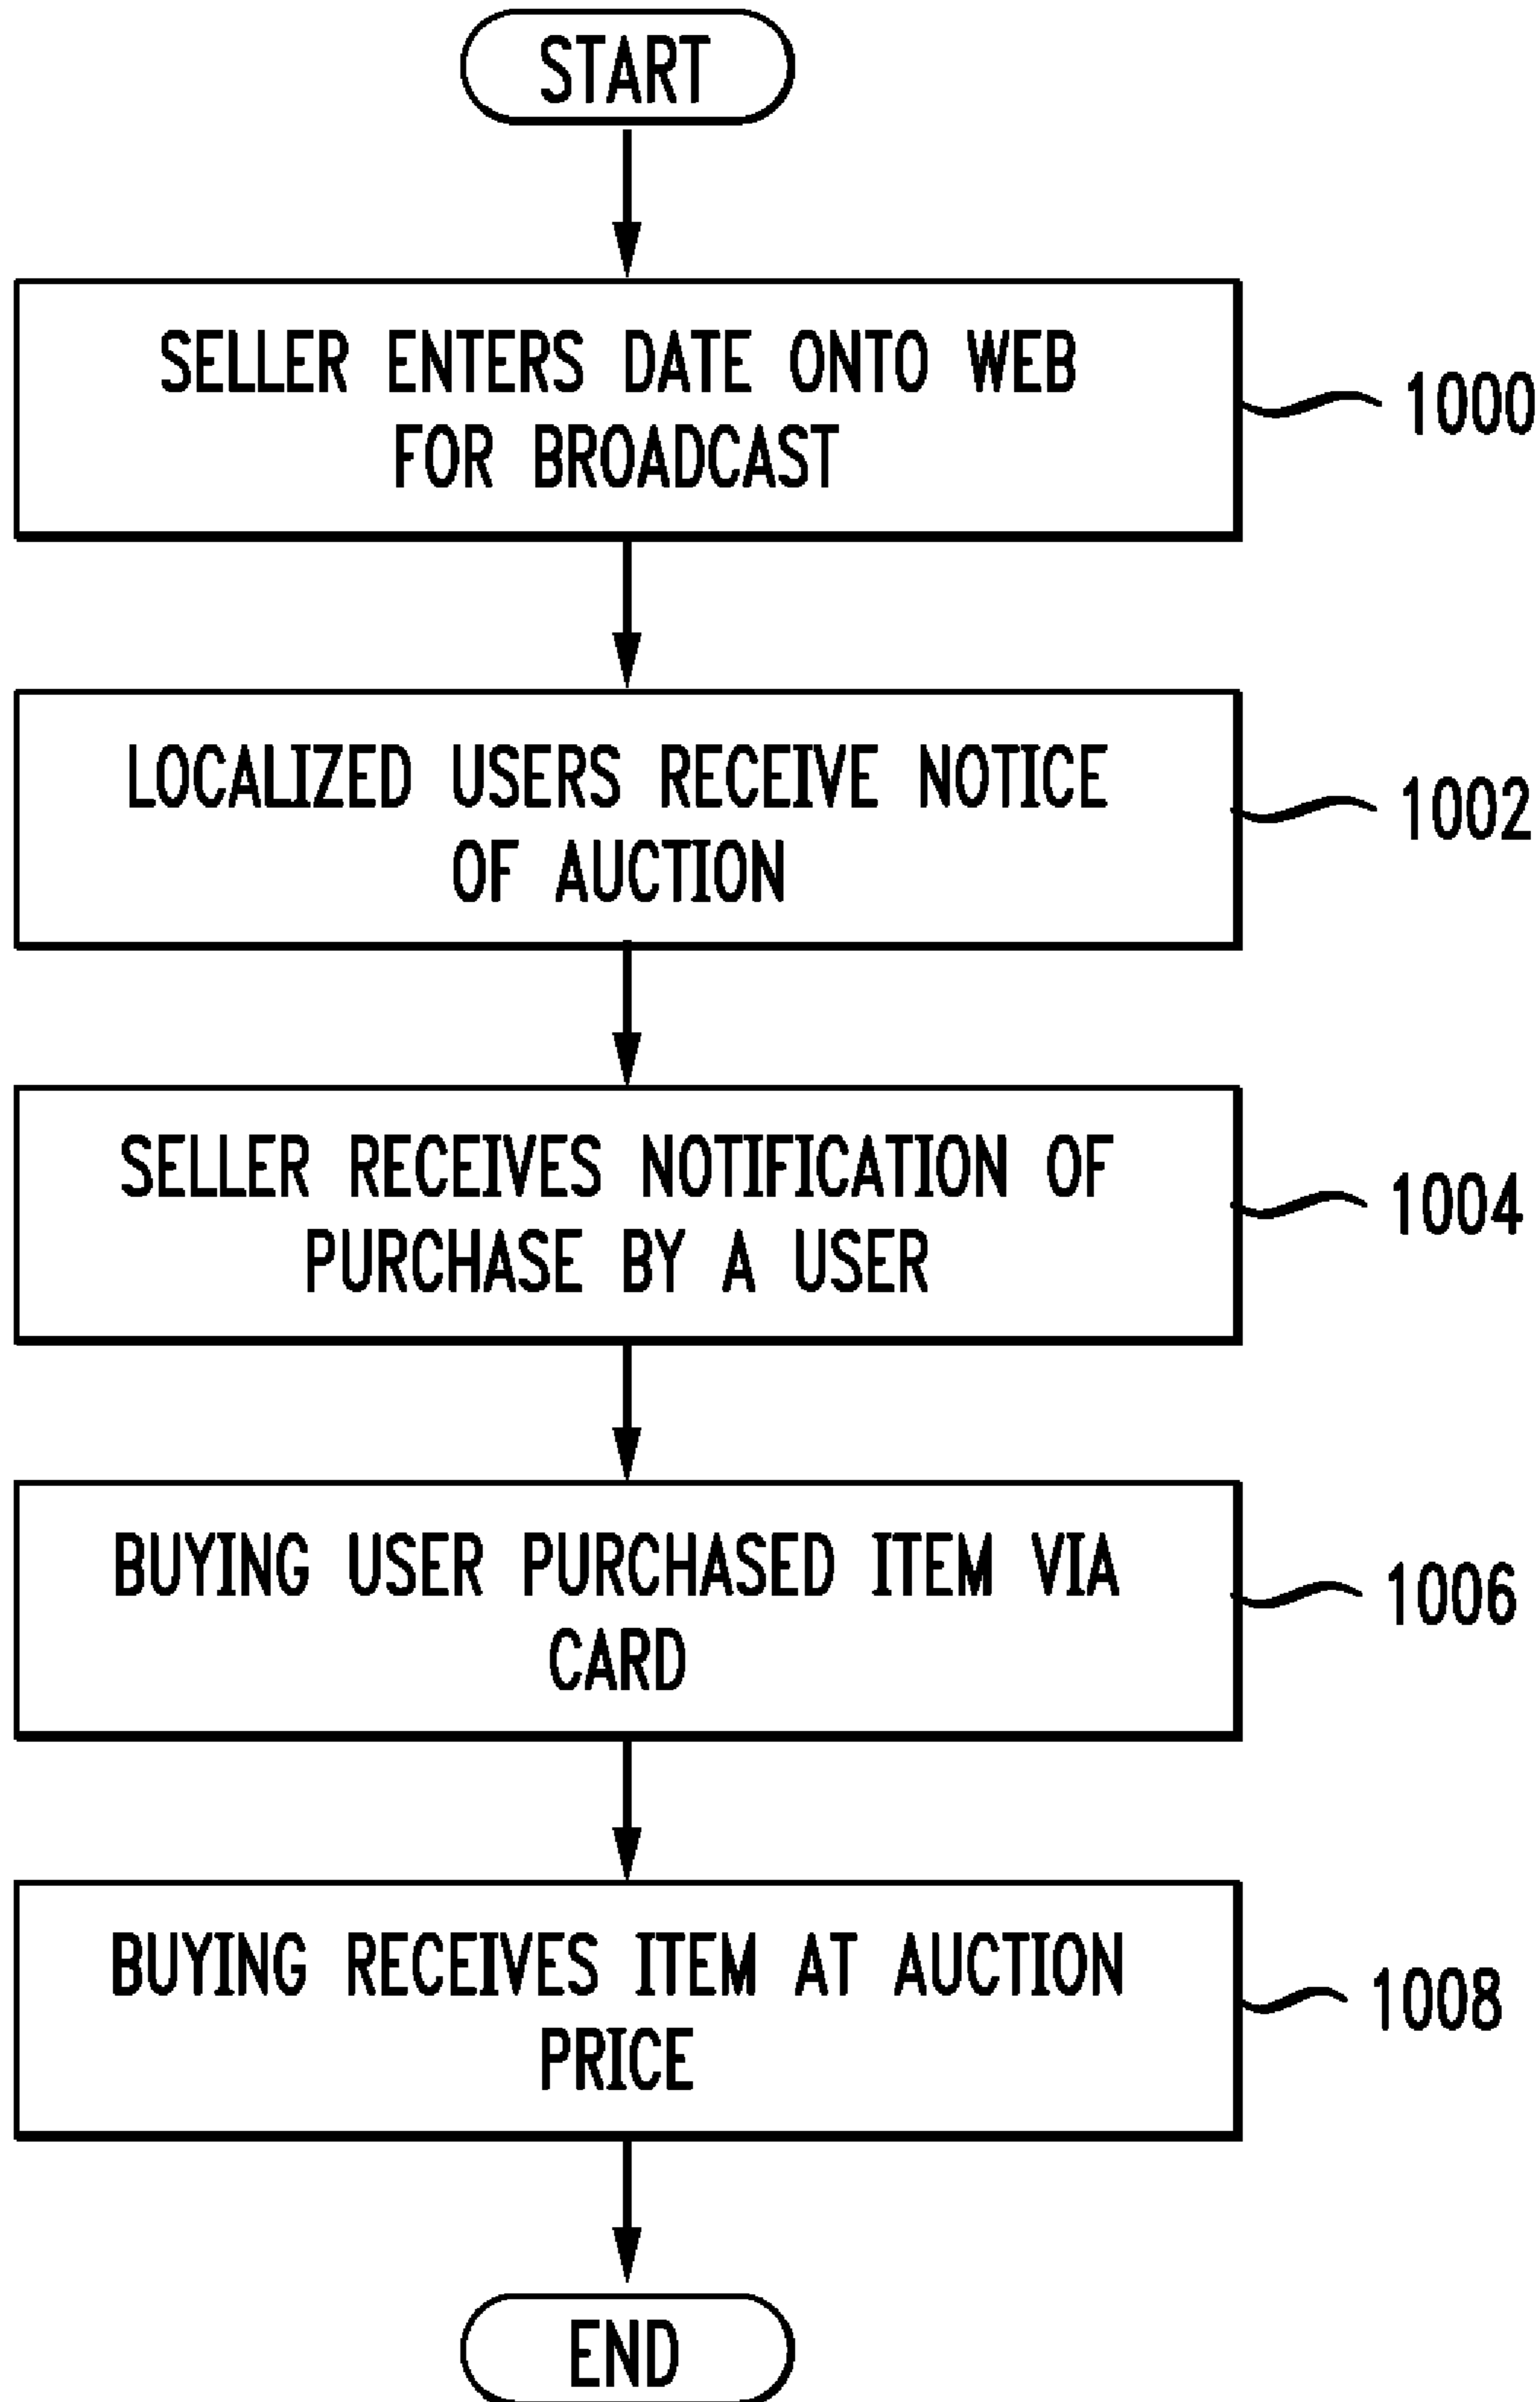 START
SELLER ENTERS DATE ONTO WEB
FOR BROADCAST
1000
LOCALIZED USERS RECEIVE NOTICE
OF AUCTION
1002
SELLER RECEIVES NOTIFICATION OF
PURCHASE BY A USER
1004
BUYING USER PURCHASED ITEM VIA
CARD
1006
BUYING RECEIVES ITEM AT AUCTION
PRICE
1008
END